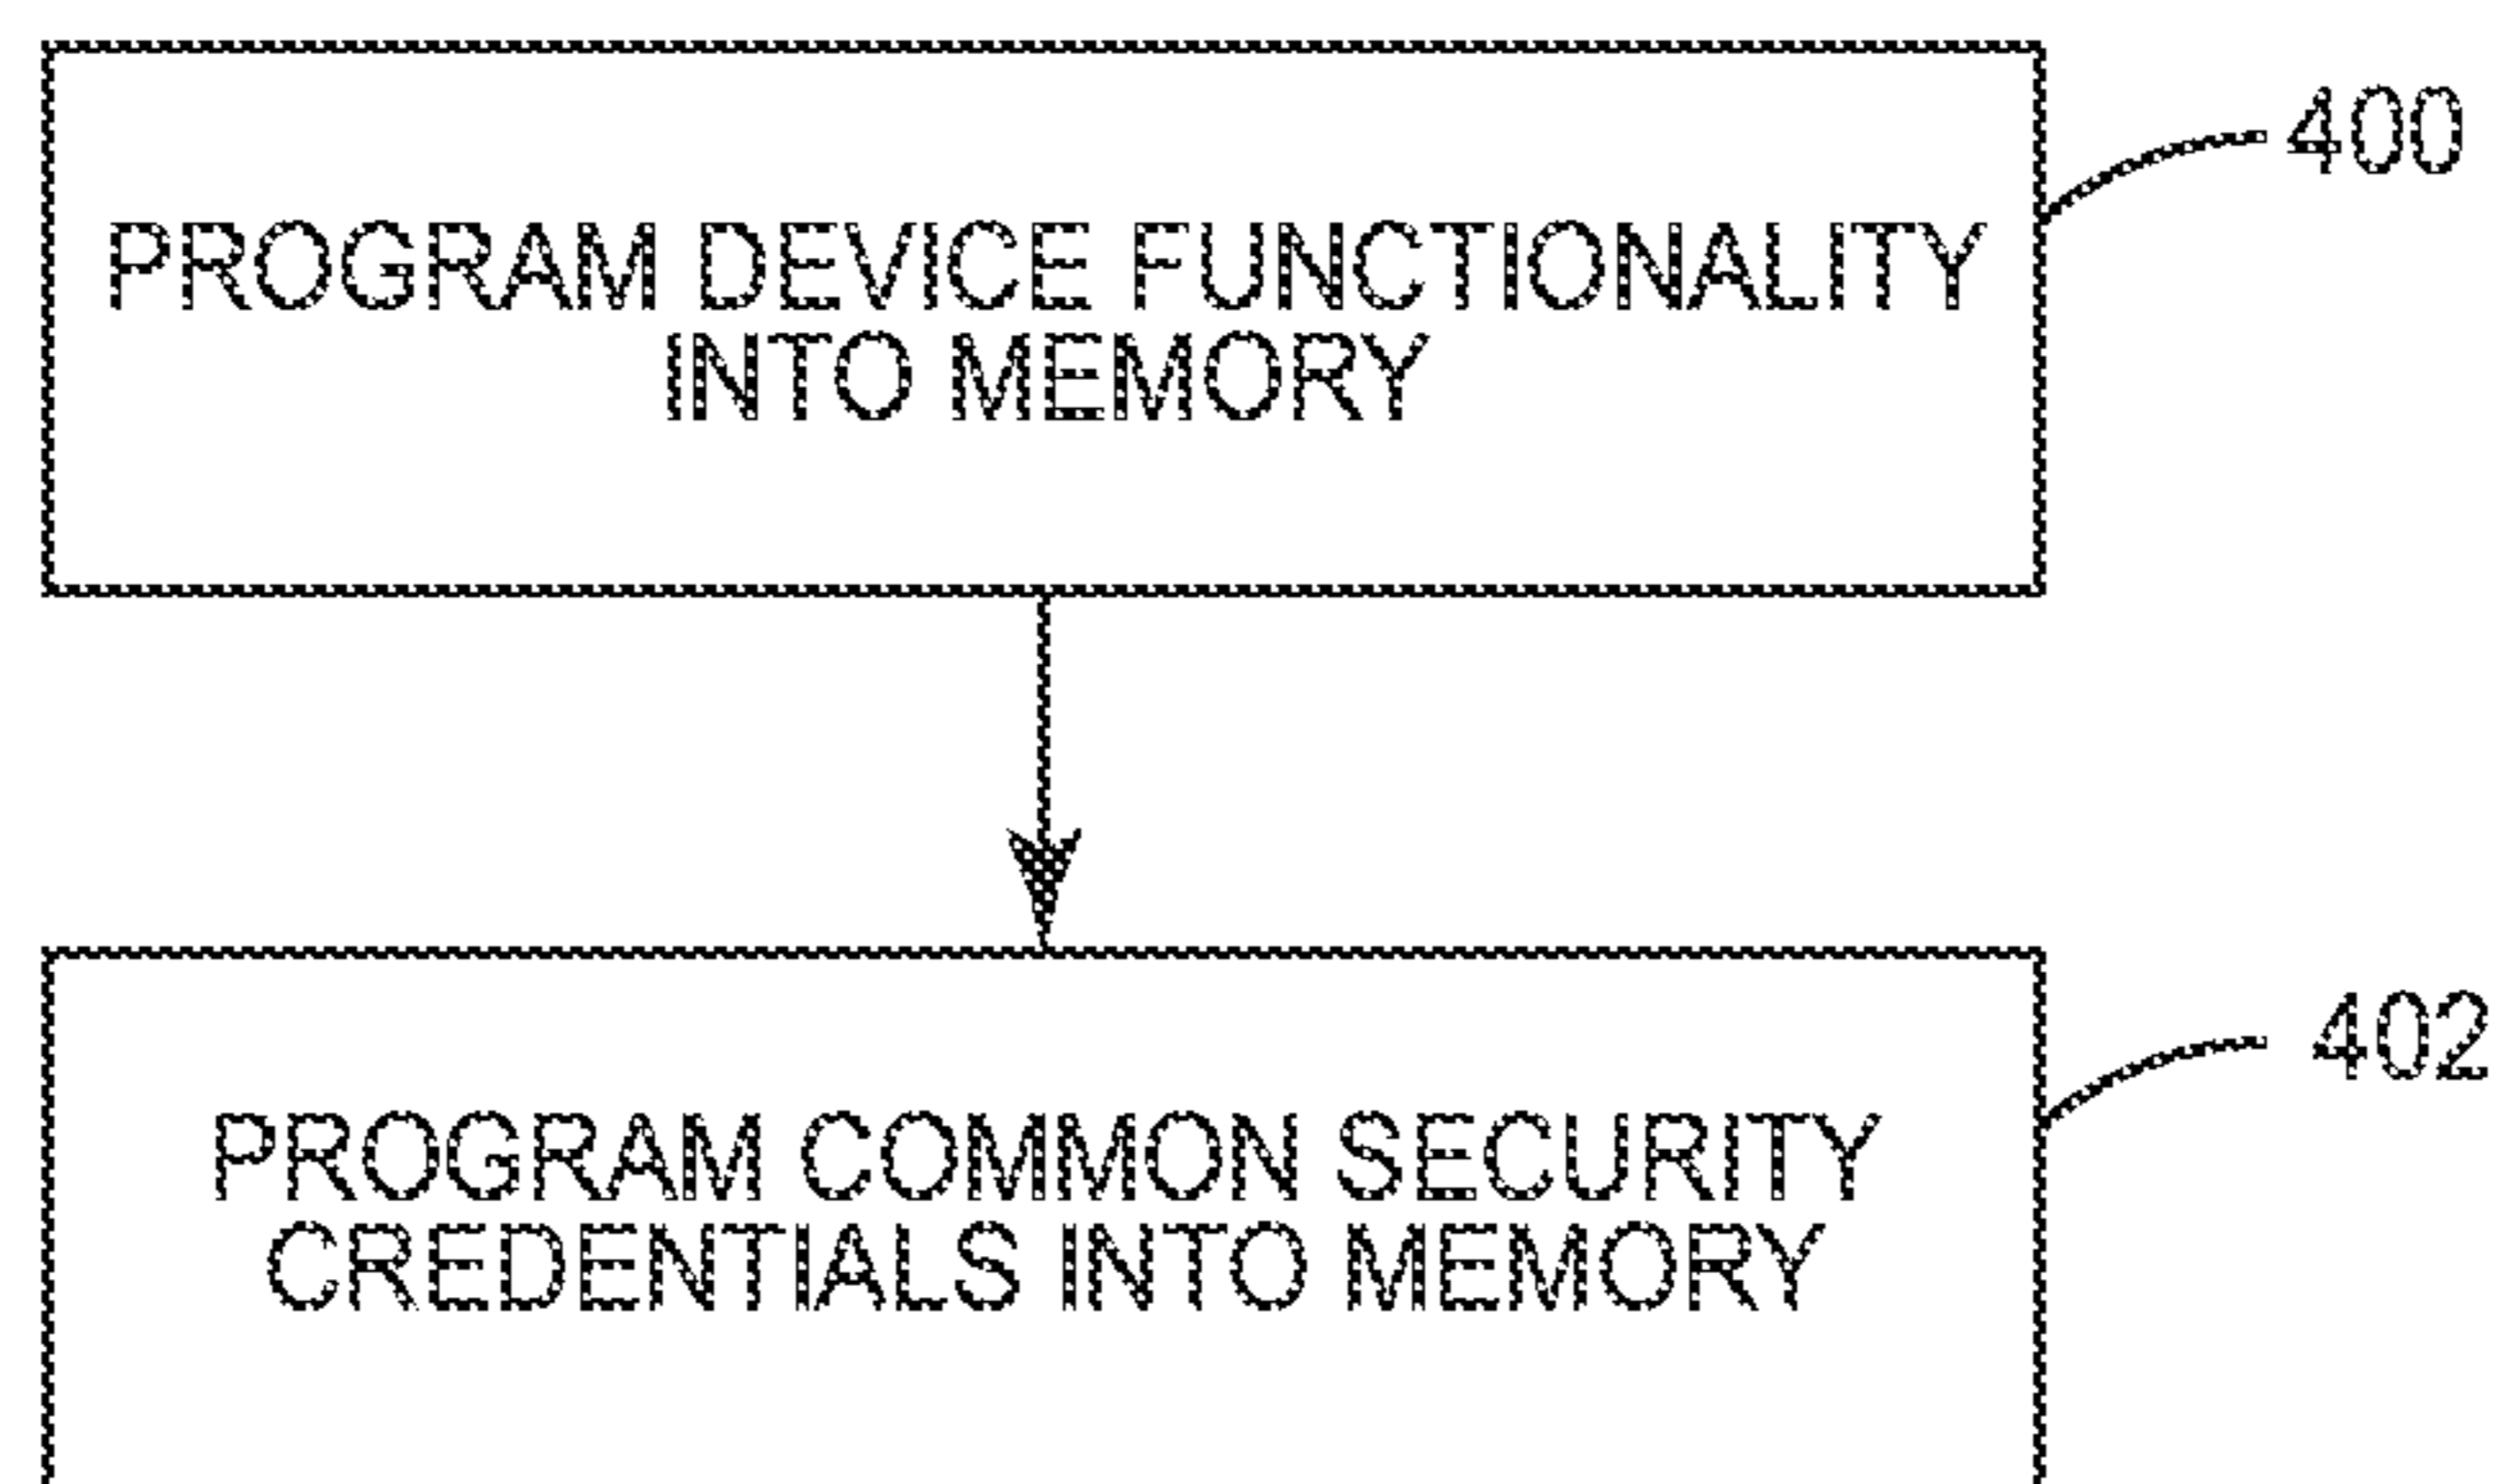 400
PROGRAM DEVICE FUNCTIONALITY
INTO MEMORY
402
PROGRAM COMMON SECURITY
CREDENTIALS INTO MEMORY